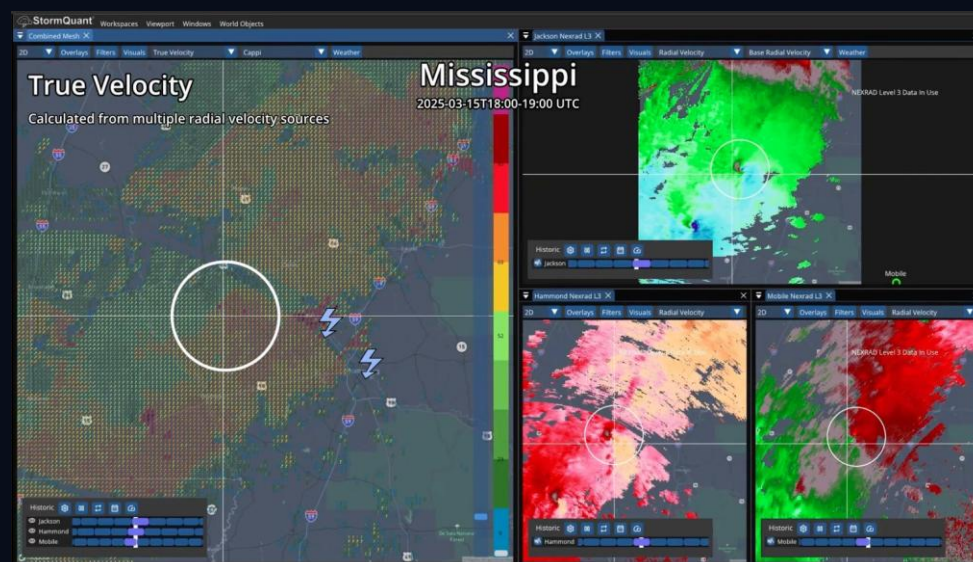 StormQuant Workspaces Viewport Windows World Objects
Combined Mesh
2D Overlays Filters Visuals True Velocity Cappi Weather
True Velocity
Calculated from multiple radial velocity sources
Mississippi
2025-03-15T18:00-19:00 UTC
52
Historic
Jackson
Hammond
Mobile
Jackson Nexrad L3
2D Overlays Filters Visuals Radial Velocity Base Radial Velocity Weather
NEXRAD Level 3 Data In Use
Historic
Jackson
Mobile
Hammond Nexrad L3
2D Overlays Filters Visuals Radial Velocity
Historic
Hammond
Mobile Nexrad L3
2D Overlays Filters Visuals Radial Velocity
NEXRAD Level 3 Data In Use
Historic
Mobile